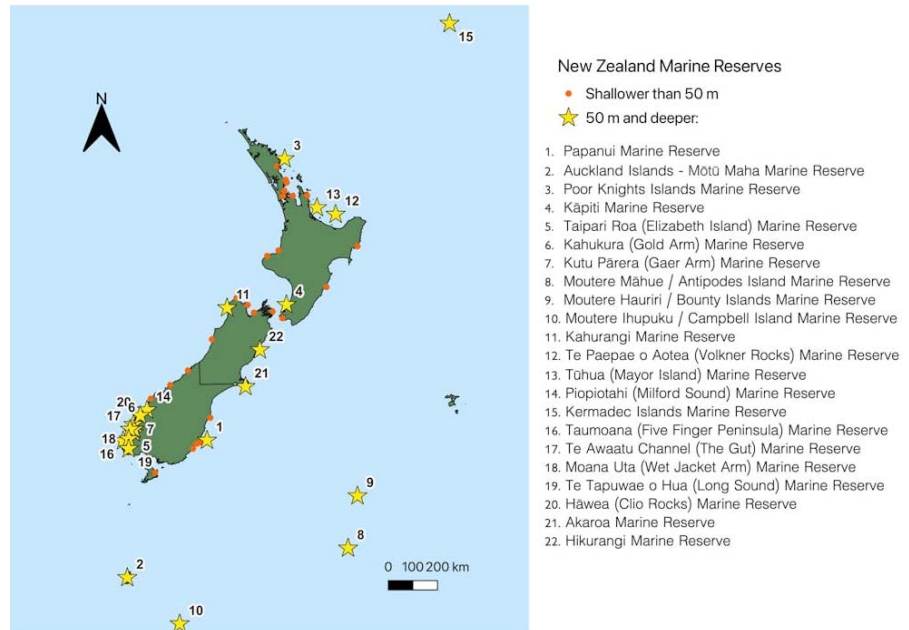 15
N
3
13
12
4
11
22
21
20
6
14
17
7
18
5
16
1
19
9
8
2
10
0 100 200 km
New Zealand Marine Reserves
Shallower than 50 m
50 m and deeper:
1. Papanui Marine Reserve
2. Auckland Islands - Mōtū Maha Marine Reserve
3. Poor Knights Islands Marine Reserve
4. Kāpiti Marine Reserve
5. Taipari Roa (Elizabeth Island) Marine Reserve
6. Kahukura (Gold Arm) Marine Reserve
7. Kutu Pārera (Gaer Arm) Marine Reserve
8. Moutere Māhue / Antipodes Island Marine Reserve
9. Moutere Hauriri / Bounty Islands Marine Reserve
10. Moutere Ihupuku / Campbell Island Marine Reserve
11. Kahurangi Marine Reserve
12. Te Paepae o Aotea (Volkner Rocks) Marine Reserve
13. Tūhua (Mayor Island) Marine Reserve
14. Piopiotahi (Milford Sound) Marine Reserve
15. Kermadec Islands Marine Reserve
16. Taumoana (Five Finger Peninsula) Marine Reserve
17. Te Awaatu Channel (The Gut) Marine Reserve
18. Moana Uta (Wet Jacket Arm) Marine Reserve
19. Te Tapuwae o Hua (Long Sound) Marine Reserve
20. Hāwea (Clio Rocks) Marine Reserve
21. Akaroa Marine Reserve
22. Hikurangi Marine Reserve